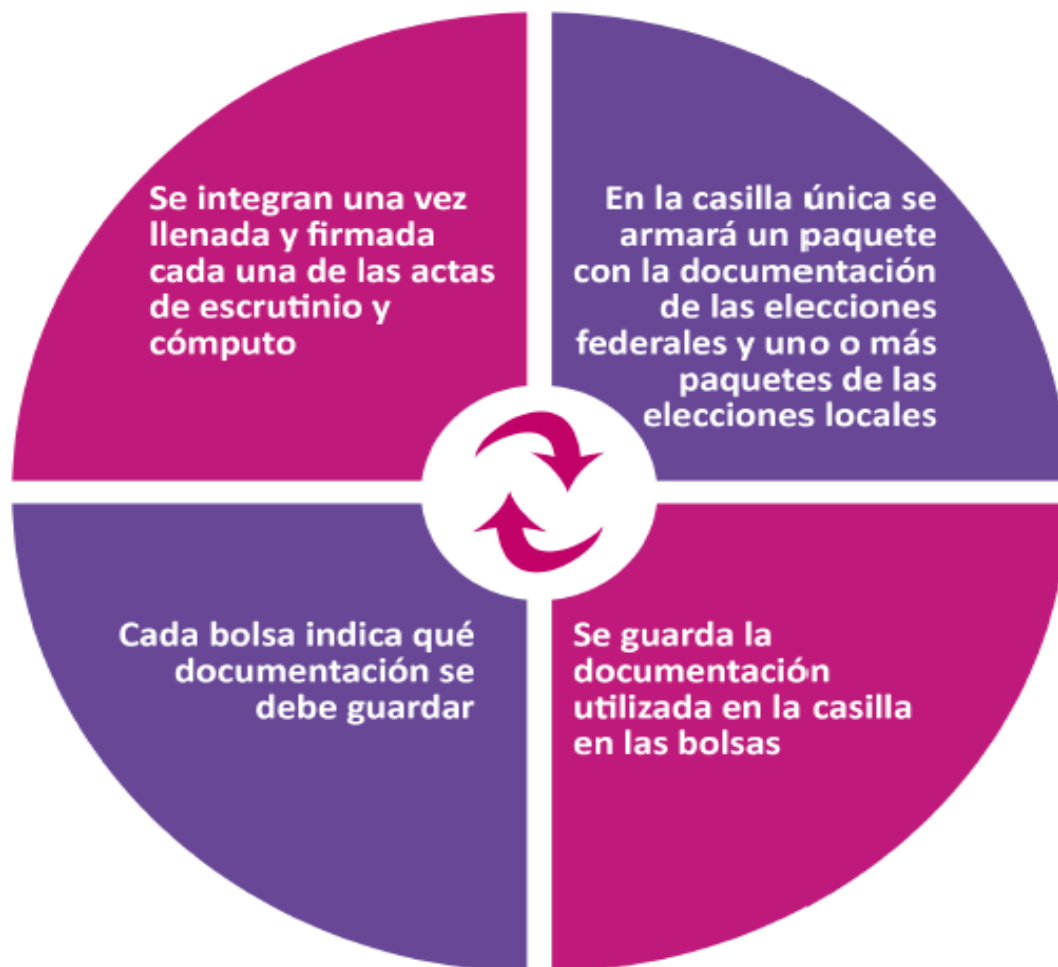 Se integran una vez
llenada y firmada
cada una de las actas
de escrutinio y
cómputo
En la casilla única se
armará un paquete
con la documentación
de las elecciones
federales y uno o más
paquetes de las
elecciones locales
Cada bolsa indica qué
documentación se
debe guardar
Se guarda la
documentación
utilizada en la casilla
en las bolsas